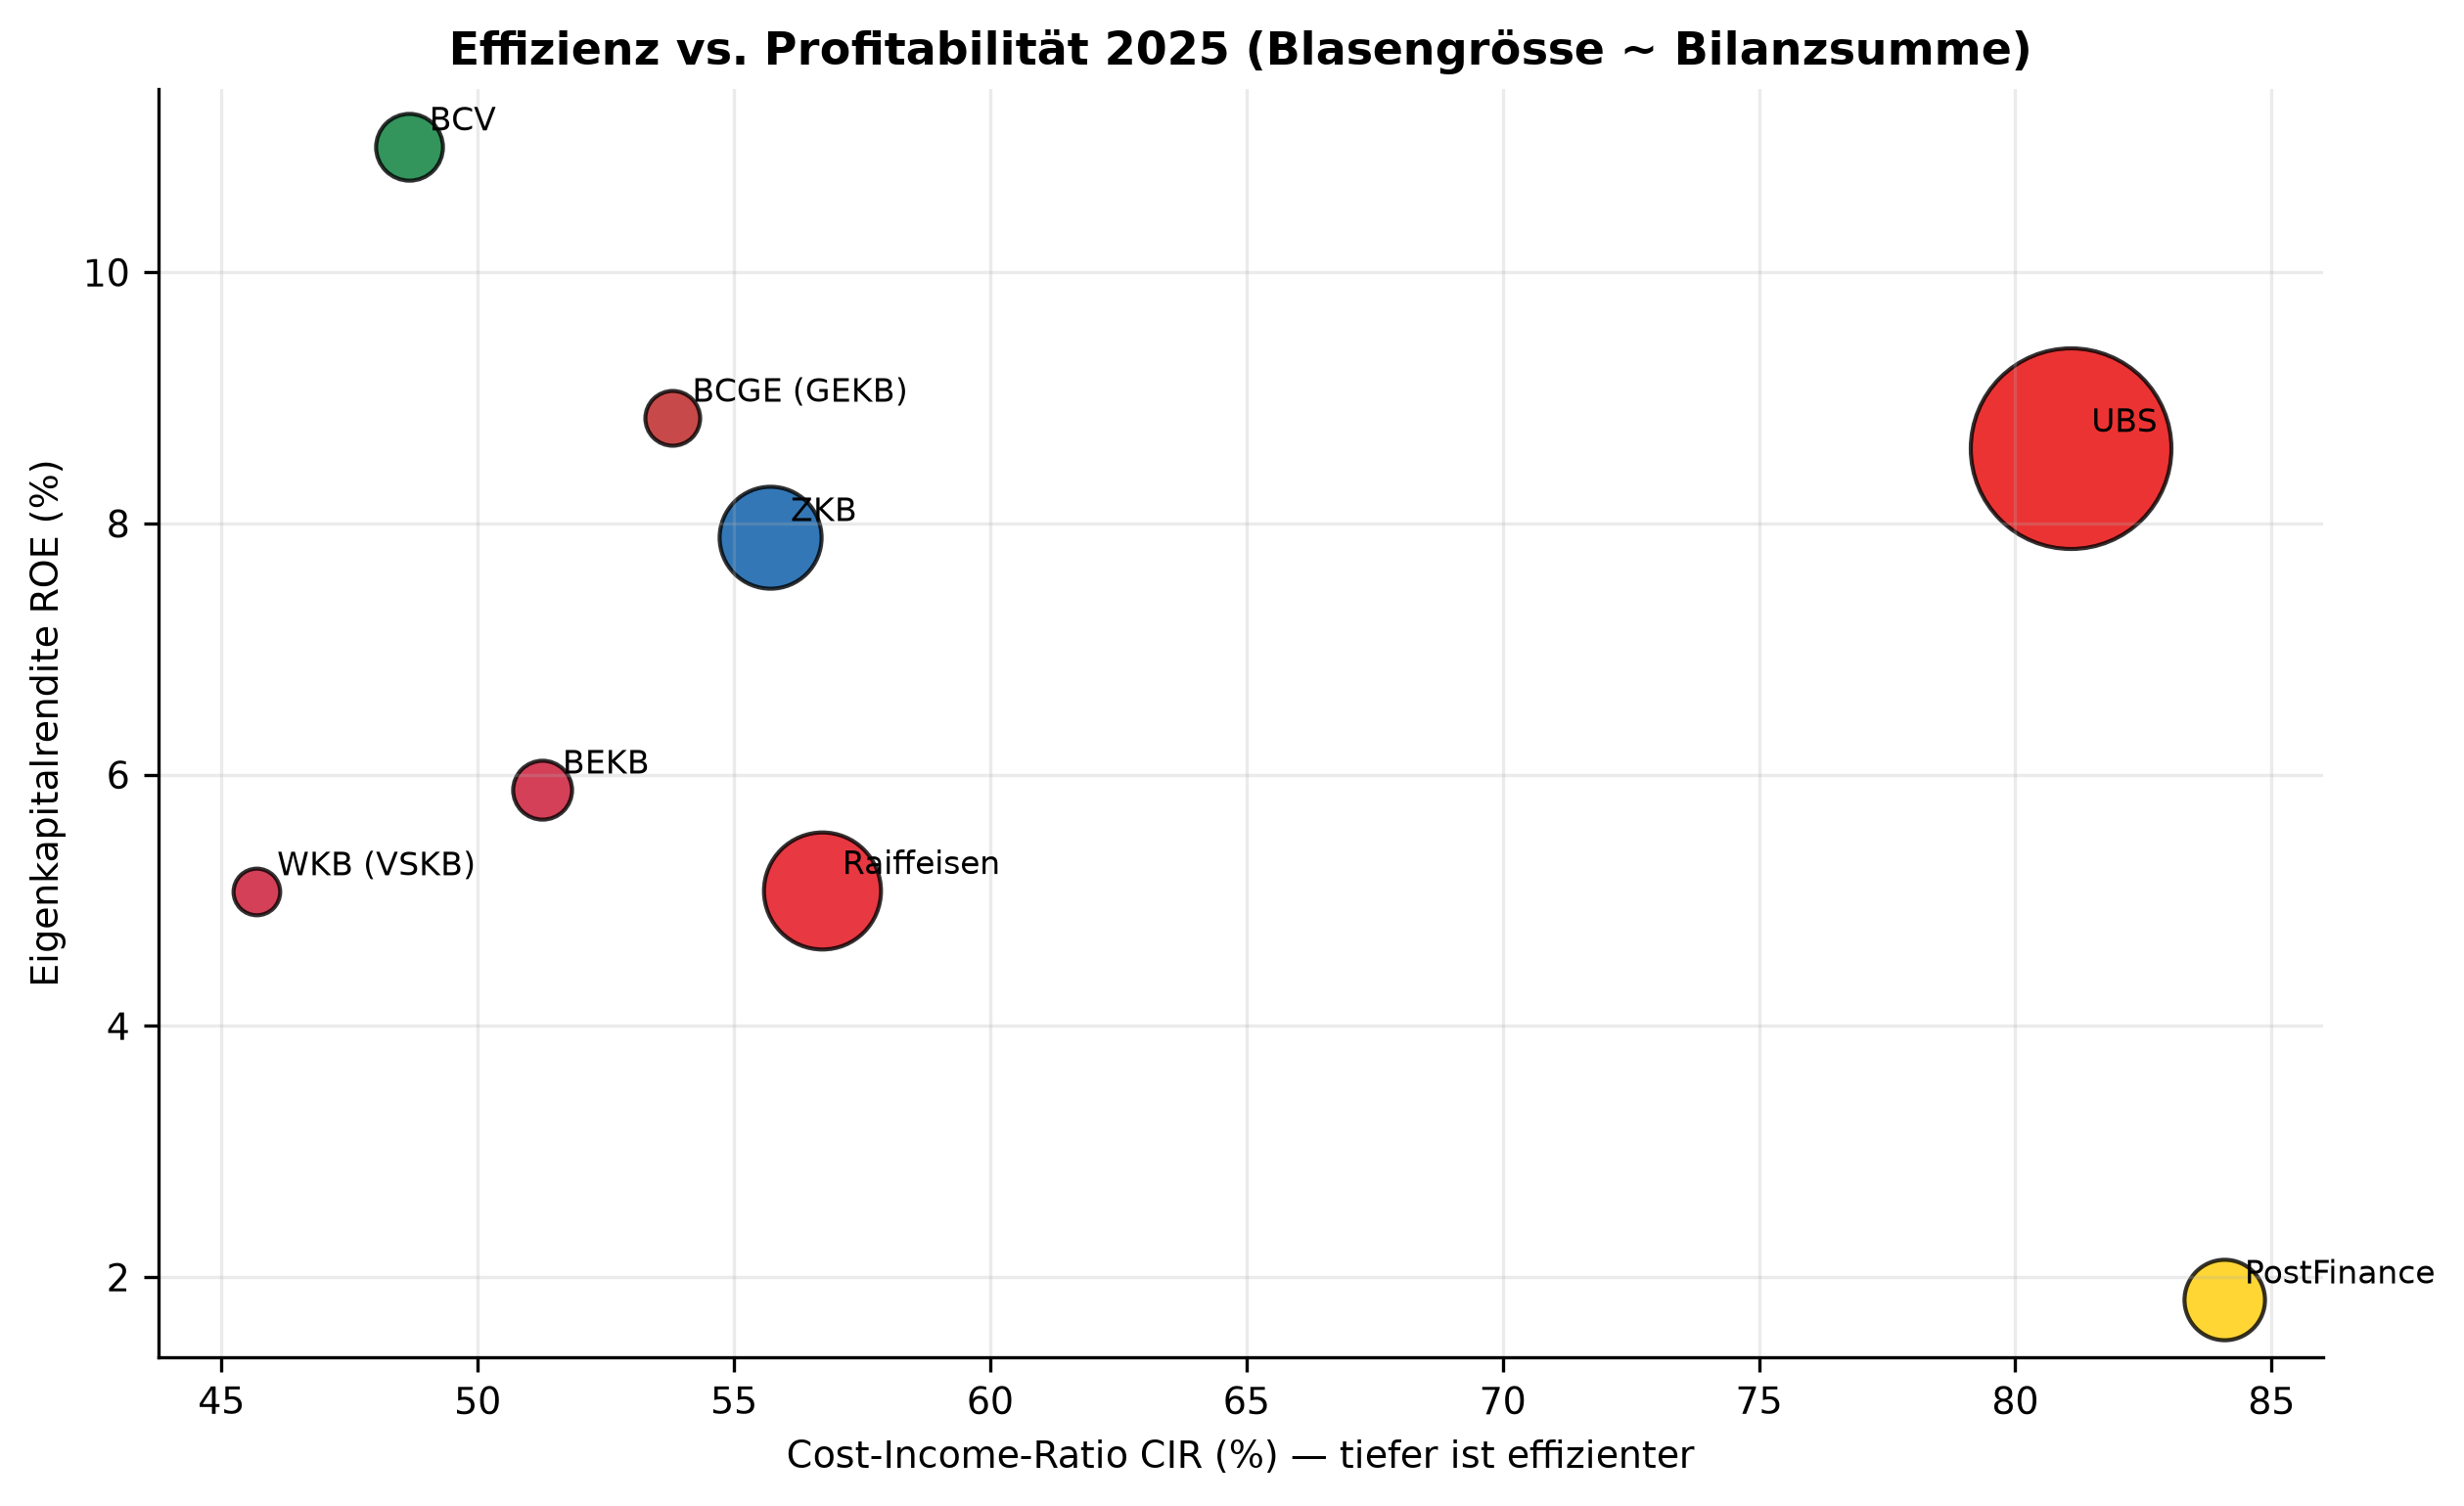 Effizienz vs. Profitabilität 2025 (Blasengrösse ~ Bilanzsumme)
BCV
10
BCGE (GEKB)
UBS
ZKB
8
Eigenkapitalrendite ROE (%)
BEKB
6
WKB (VSKB)
Raiffeisen
4
PostFinance
2
45 50 55 60 65 70 75 80 85
Cost-Income-Ratio CIR (%) — tiefer ist effizienter